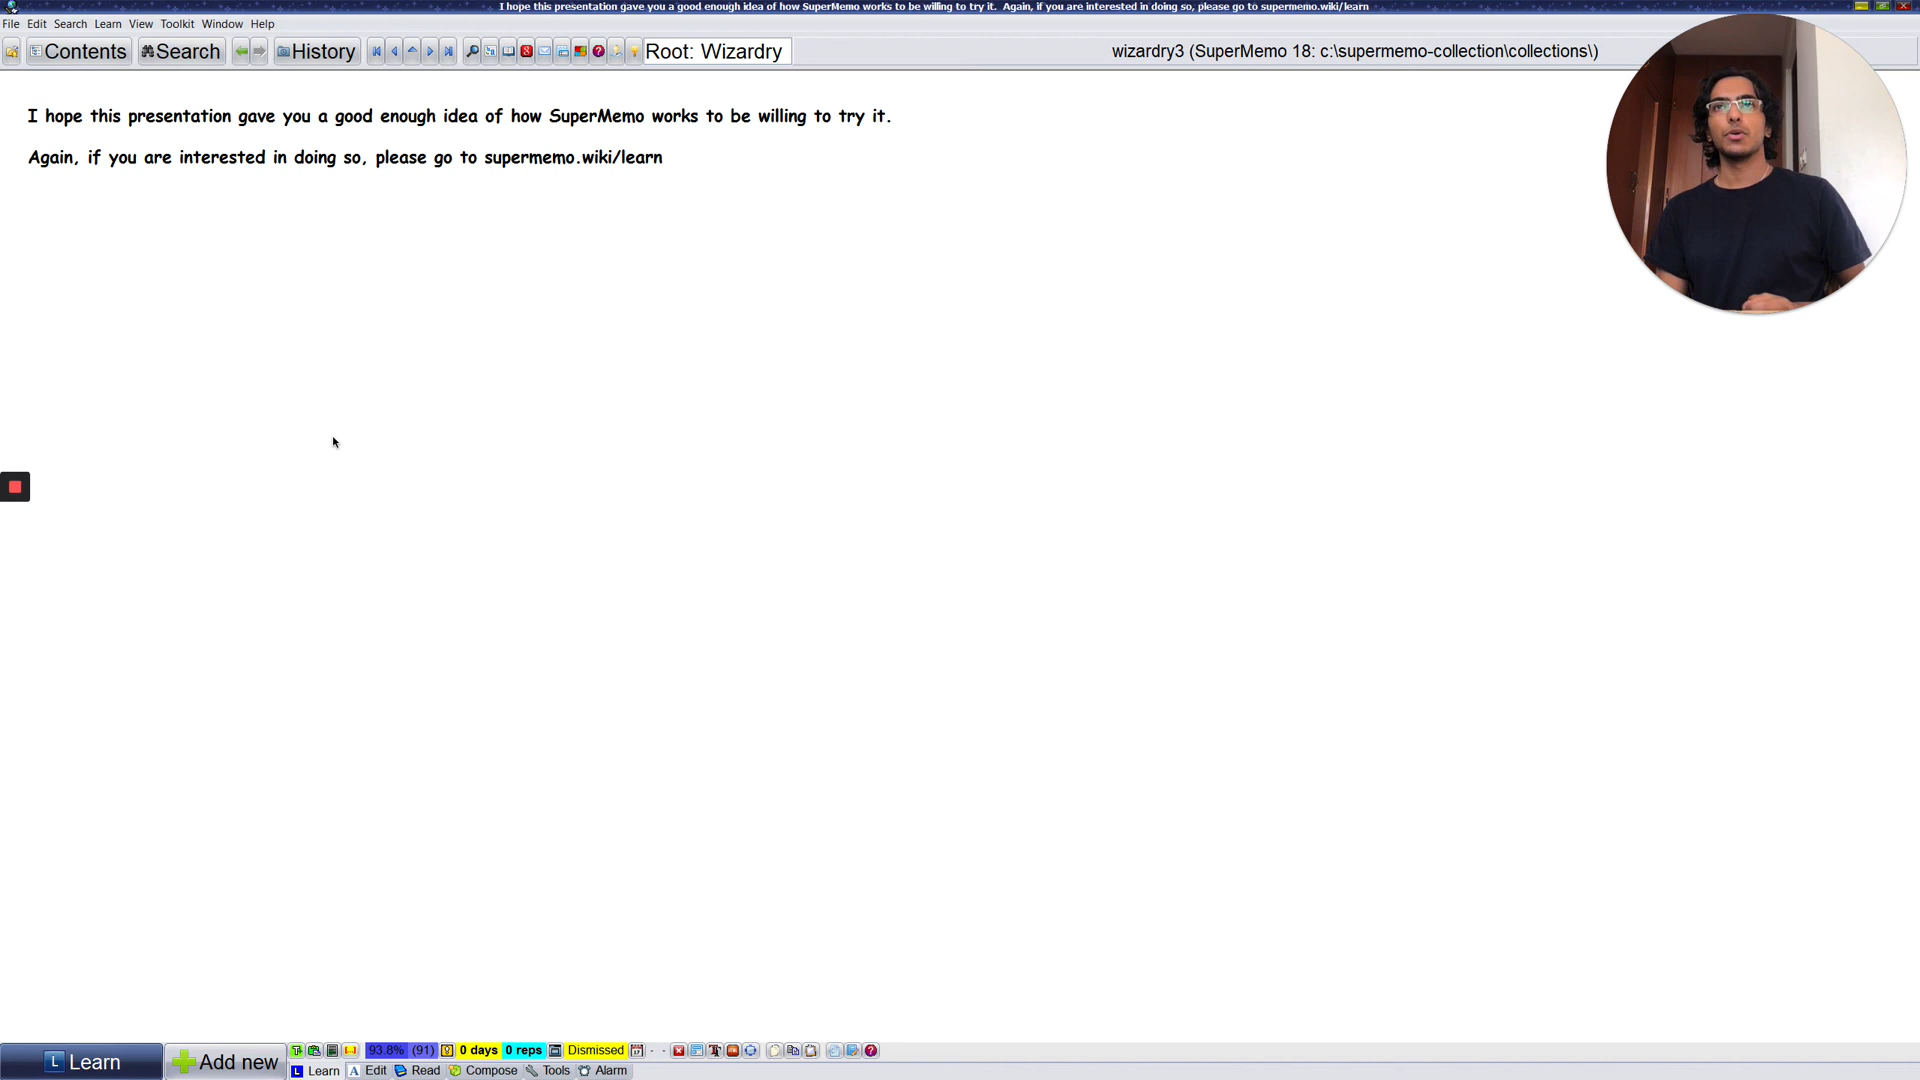 I hope this presentation gave you a good enough idea of how SuperMemo works to be willing to try it.  Again, if you are interested in doing so, please go to supermemo.wiki/learn
File Edit Search Learn View Toolkit Window Help
Contents Search History Root: Wizardry wizardry3 (SuperMemo 18: c:\supermemo-collection\collections\)
I hope this presentation gave you a good enough idea of how SuperMemo works to be willing to try it.
Again, if you are interested in doing so, please go to supermemo.wiki/learn
93.8% (91) 0 days 0 reps Dismissed - -
L Learn Add new
L Learn A Edit Read Compose Tools Alarm